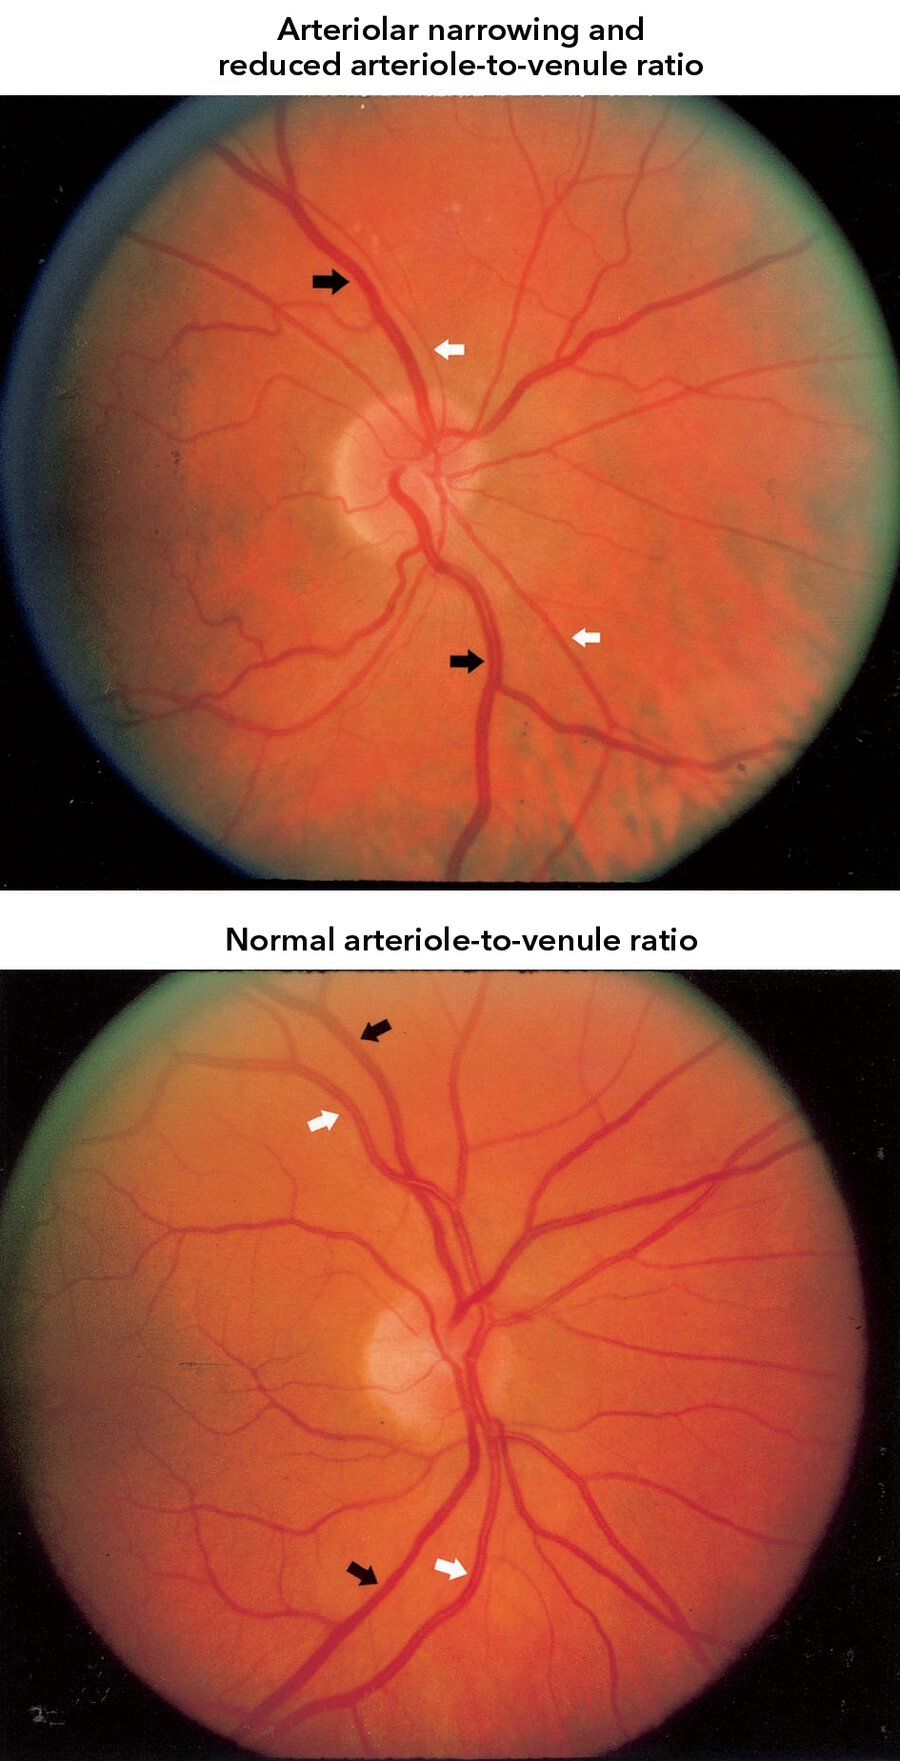 Arteriolar narrowing and
reduced arteriole-to-venule ratio
Normal arteriole-to-venule ratio